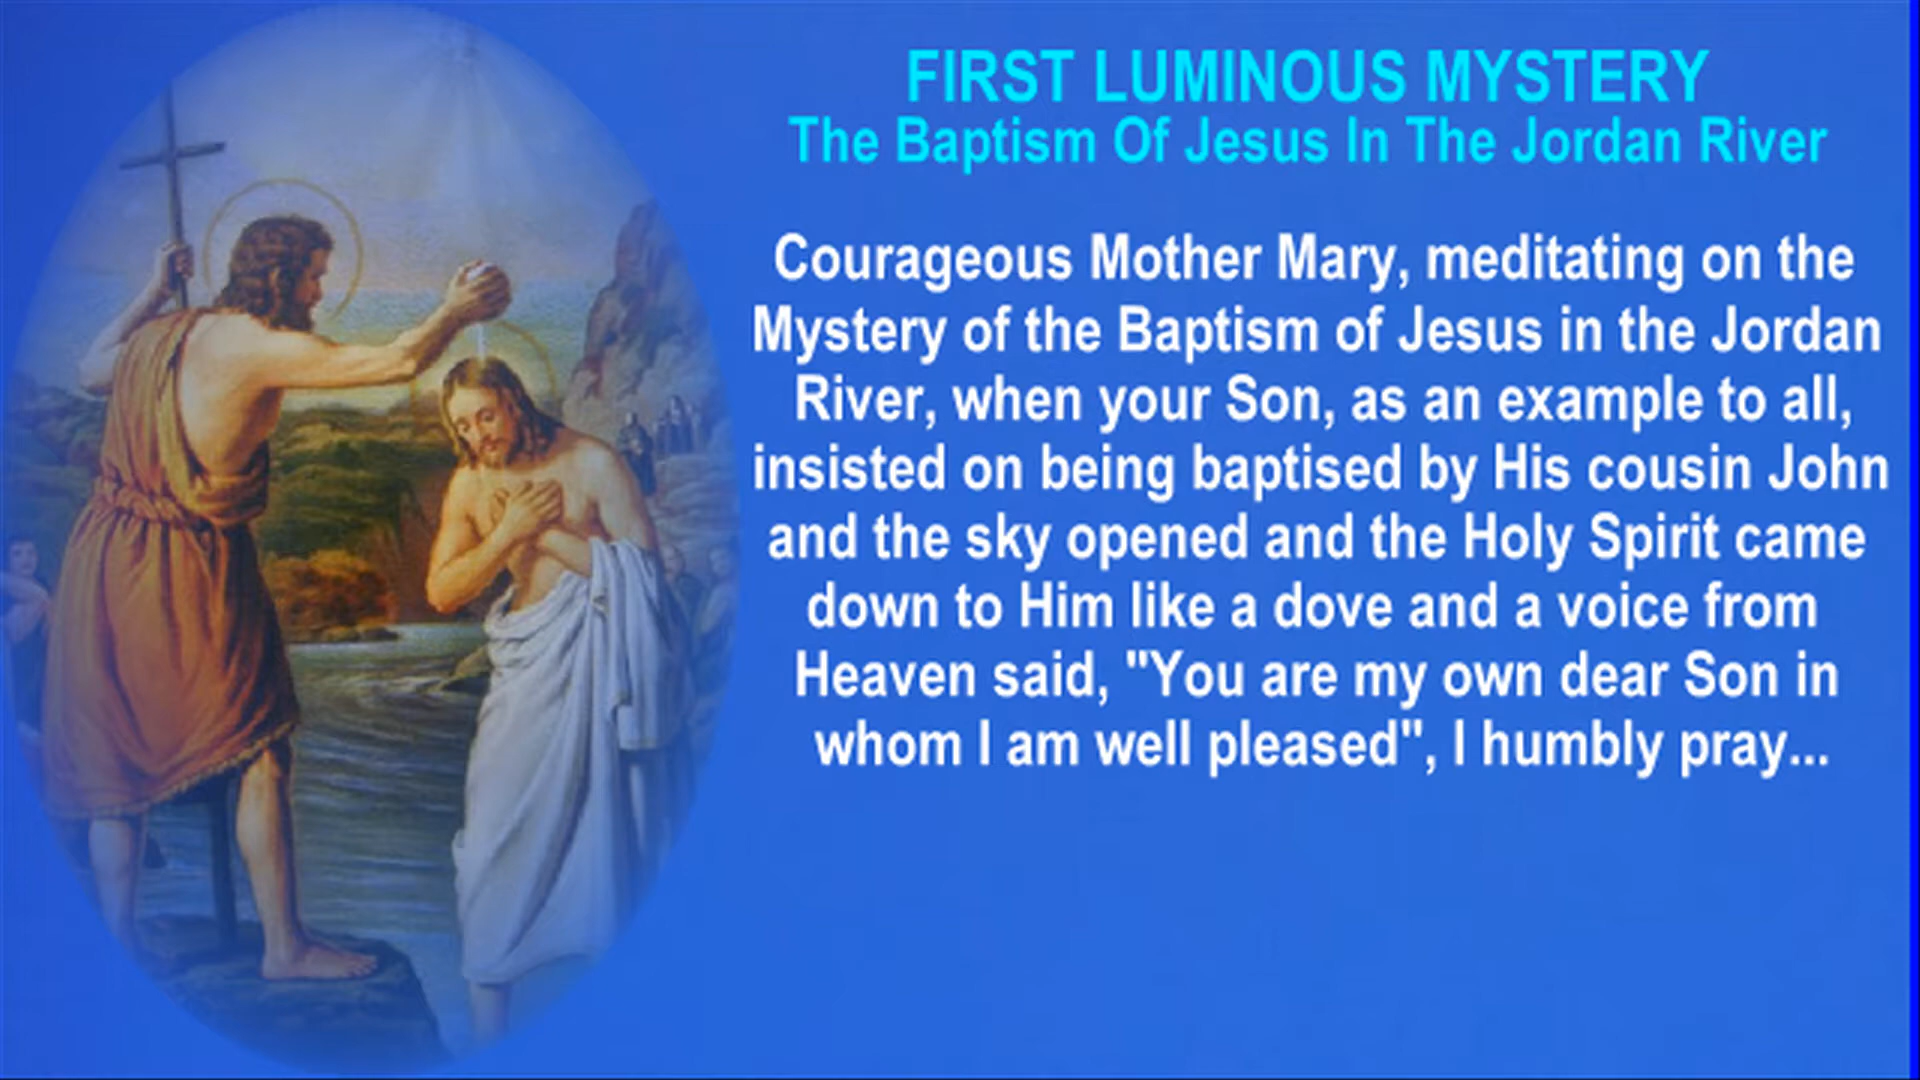 FIRST LUMINOUS MYSTERY
The Baptism Of Jesus In The Jordan River
Courageous Mother Mary, meditating on the
Mystery of the Baptism of Jesus in the Jordan
River, when your Son, as an example to all,
insisted on being baptised by His cousin John
and the sky opened and the Holy Spirit came
down to Him like a dove and a voice from
Heaven said, "You are my own dear Son in
whom I am well pleased", I humbly pray...